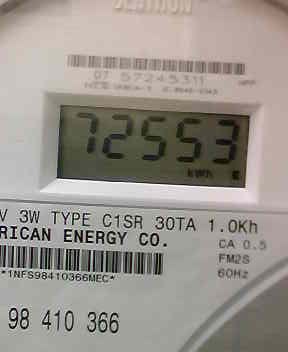 07 57245311
72553
kWh
V 3W TYPE C1SR 30TA 1.0Kh
RICAN ENERGY CO.
CA 0.5
FM2S
60Hz
*1NFS98410366MEC*
98 410 366